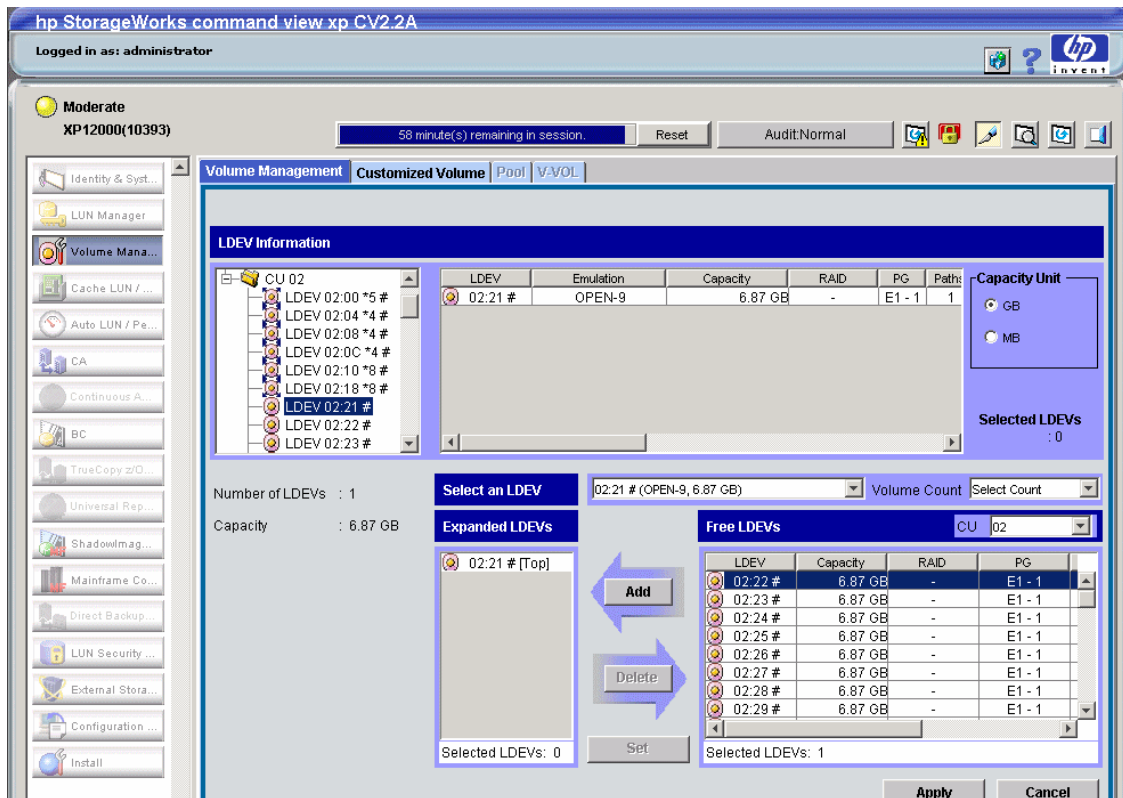 hp StorageWorks command view xp CV2.2A
Logged in as: administrator
hp
invent
Moderate
XP12000(10393)
58 minute(s) remaining in session.
Reset
Audit:Normal
Identity & Syst...
LUN Manager
Volume Mana...
Cache LUN / ...
Auto LUN / Pe...
CA
Continuous A...
BC
TrueCopy z/O...
Universal Rep...
ShadowImag...
Mainframe Co...
Direct Backup...
LUN Security ...
External Stora...
Configuration ...
Install
Volume Management Customized Volume Pool V-VOL
LDEV Information
CU 02
LDEV 02:00 *5 #
LDEV 02:04 *4 #
LDEV 02:08 *4 #
LDEV 02:0C *4 #
LDEV 02:10 *8 #
LDEV 02:18 *8 #
LDEV 02:21 #
LDEV 02:22 #
LDEV 02:23 #
LDEV Emulation Capacity RAID PG Paths
02:21 # OPEN-9 6.87 GB - E1 - 1 1
Capacity Unit
GB
MB
Selected LDEVs
: 0
Number of LDEVs : 1
Capacity : 6.87 GB
Select an LDEV
02:21 # (OPEN-9, 6.87 GB)
Volume Count Select Count
Expanded LDEVs
02:21 # [Top]
Selected LDEVs: 0
Add
Delete
Set
Free LDEVs CU 02
LDEV Capacity RAID PG
02:22 # 6.87 GB - E1 - 1
02:23 # 6.87 GB - E1 - 1
02:24 # 6.87 GB - E1 - 1
02:25 # 6.87 GB - E1 - 1
02:26 # 6.87 GB - E1 - 1
02:27 # 6.87 GB - E1 - 1
02:28 # 6.87 GB - E1 - 1
02:29 # 6.87 GB - E1 - 1
Selected LDEVs: 1
Apply Cancel